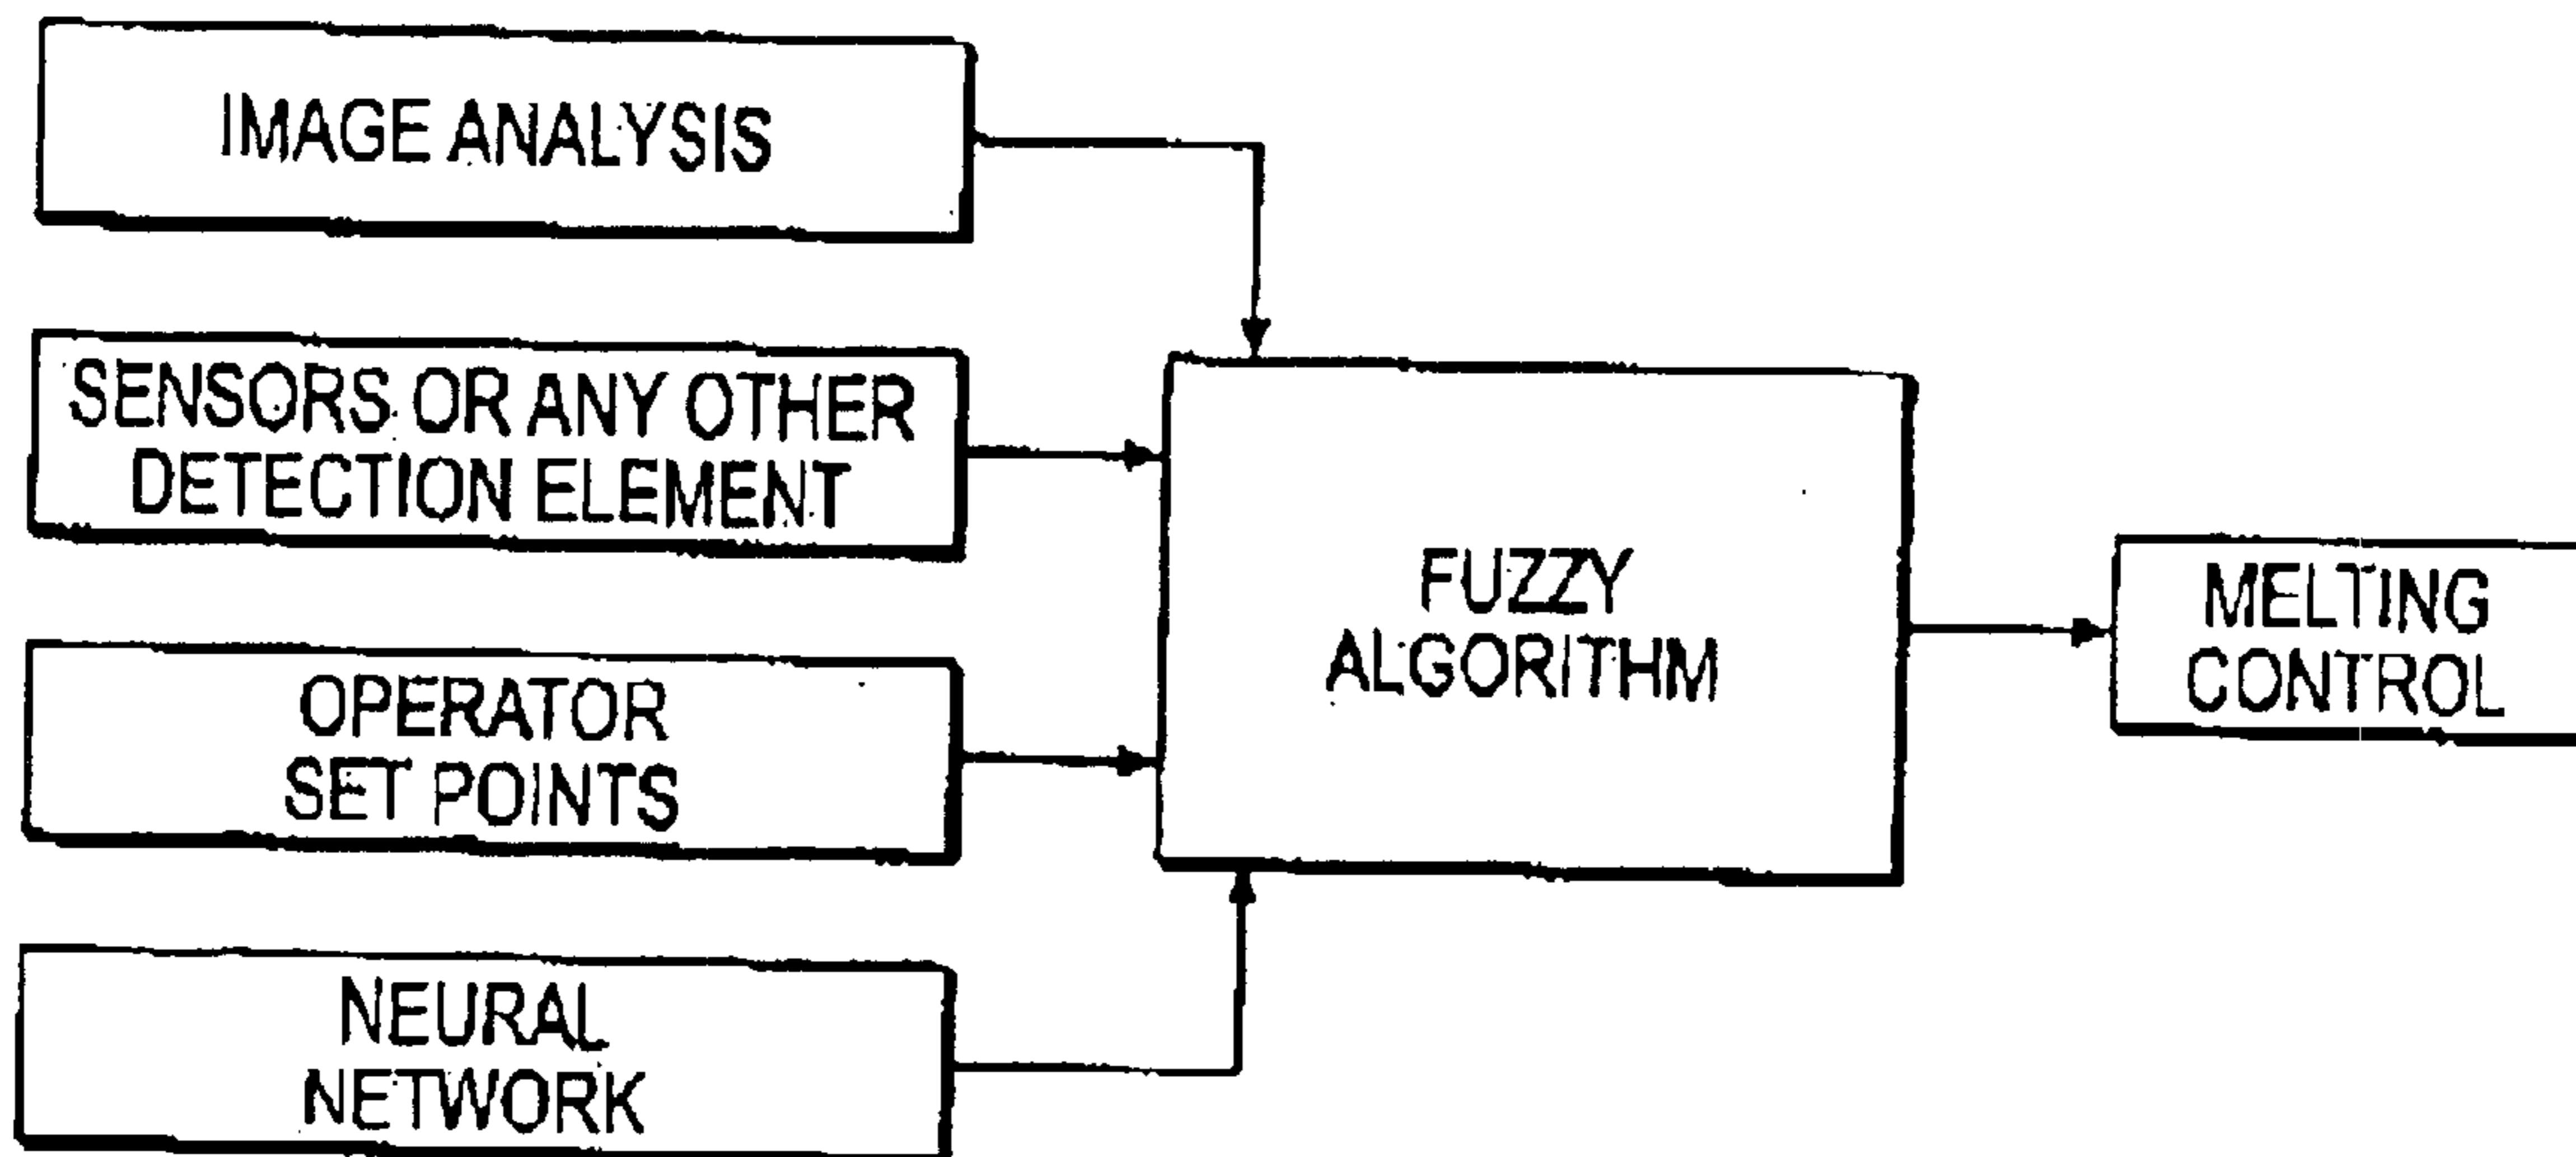 IMAGE ANALYSIS
SENSORS OR ANY OTHER
DETECTION ELEMENT
OPERATOR
SET POINTS
NEURAL
NETWORK
FUZZY
ALGORITHM
MELTING
CONTROL